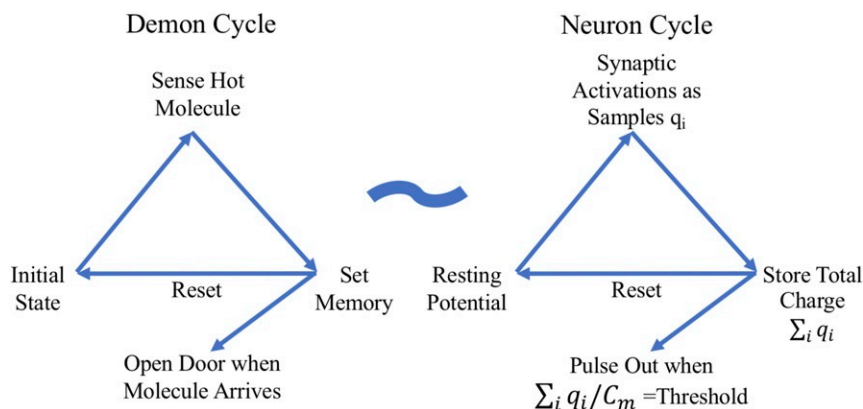 Demon Cycle
Sense Hot
Molecule
Initial
State
Reset
Set
Memory
Open Door when
Molecule Arrives
Neuron Cycle
Synaptic
Activations as
Samples qᵢ
Resting
Potential
Reset
Store Total
Charge
∑ᵢ qᵢ
Pulse Out when
∑ᵢ qᵢ/Cₘ =Threshold